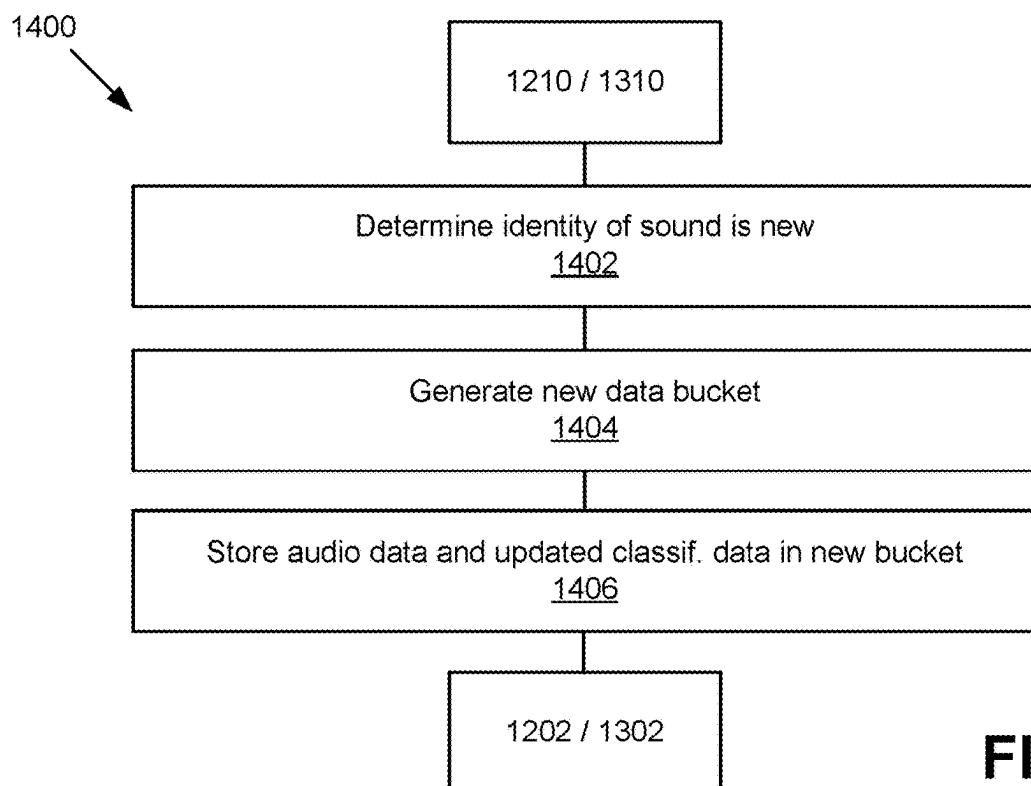 1400
1210 / 1310
Determine identity of sound is new
1402
Generate new data bucket
1404
Store audio data and updated classif. data in new bucket
1406
1202 / 1302